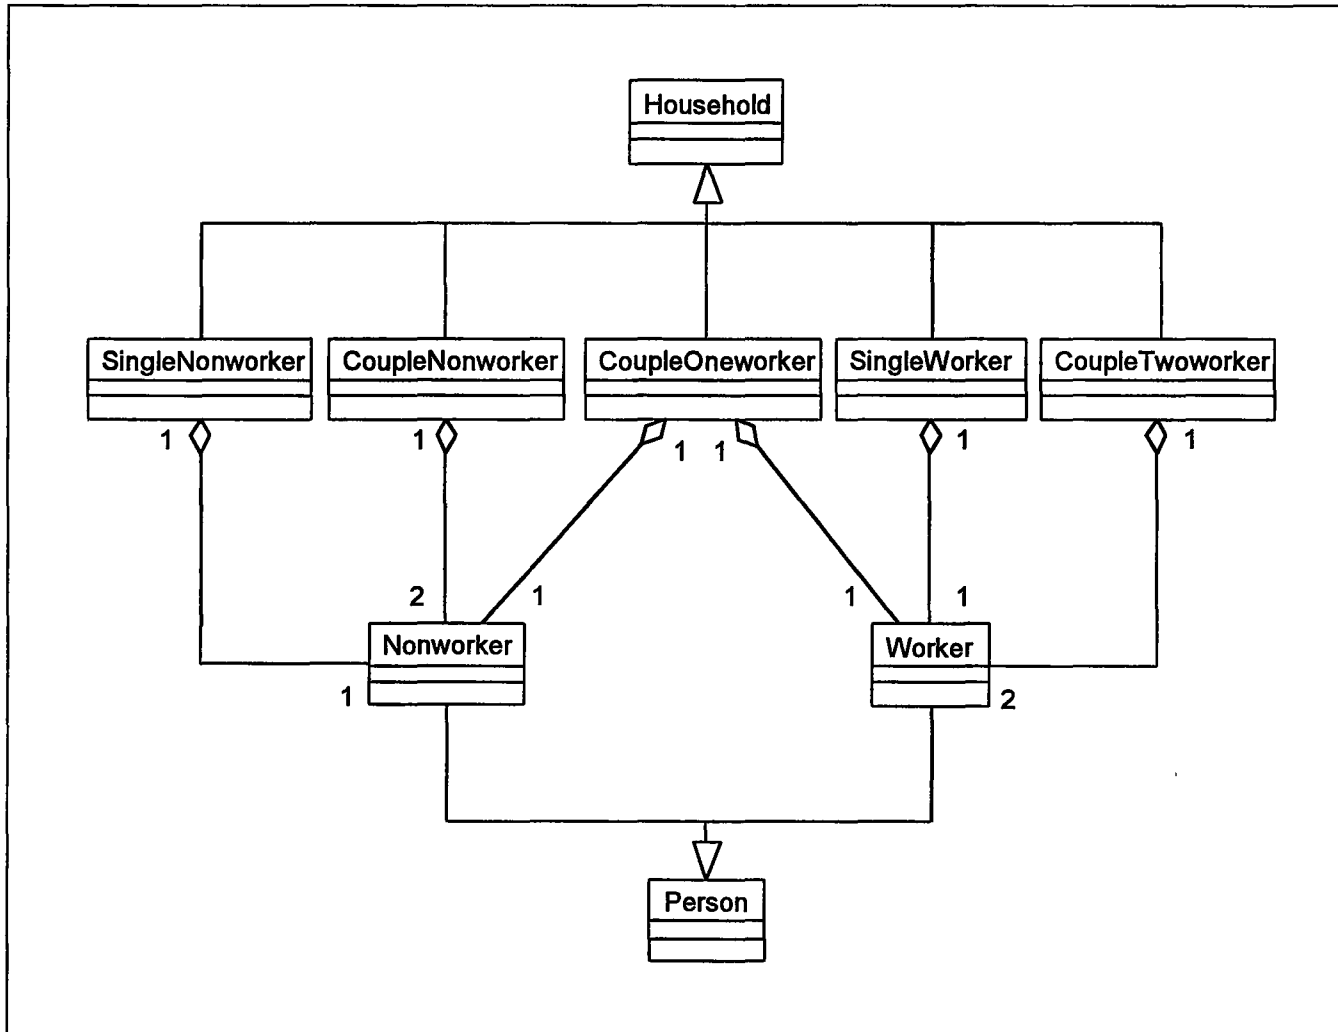 Household
SingleNonworker CoupleNonworker CoupleOneworker SingleWorker CoupleTwoworker
1 1 1 1 1 1
2 1 1 1
Nonworker Worker
1 2
Person